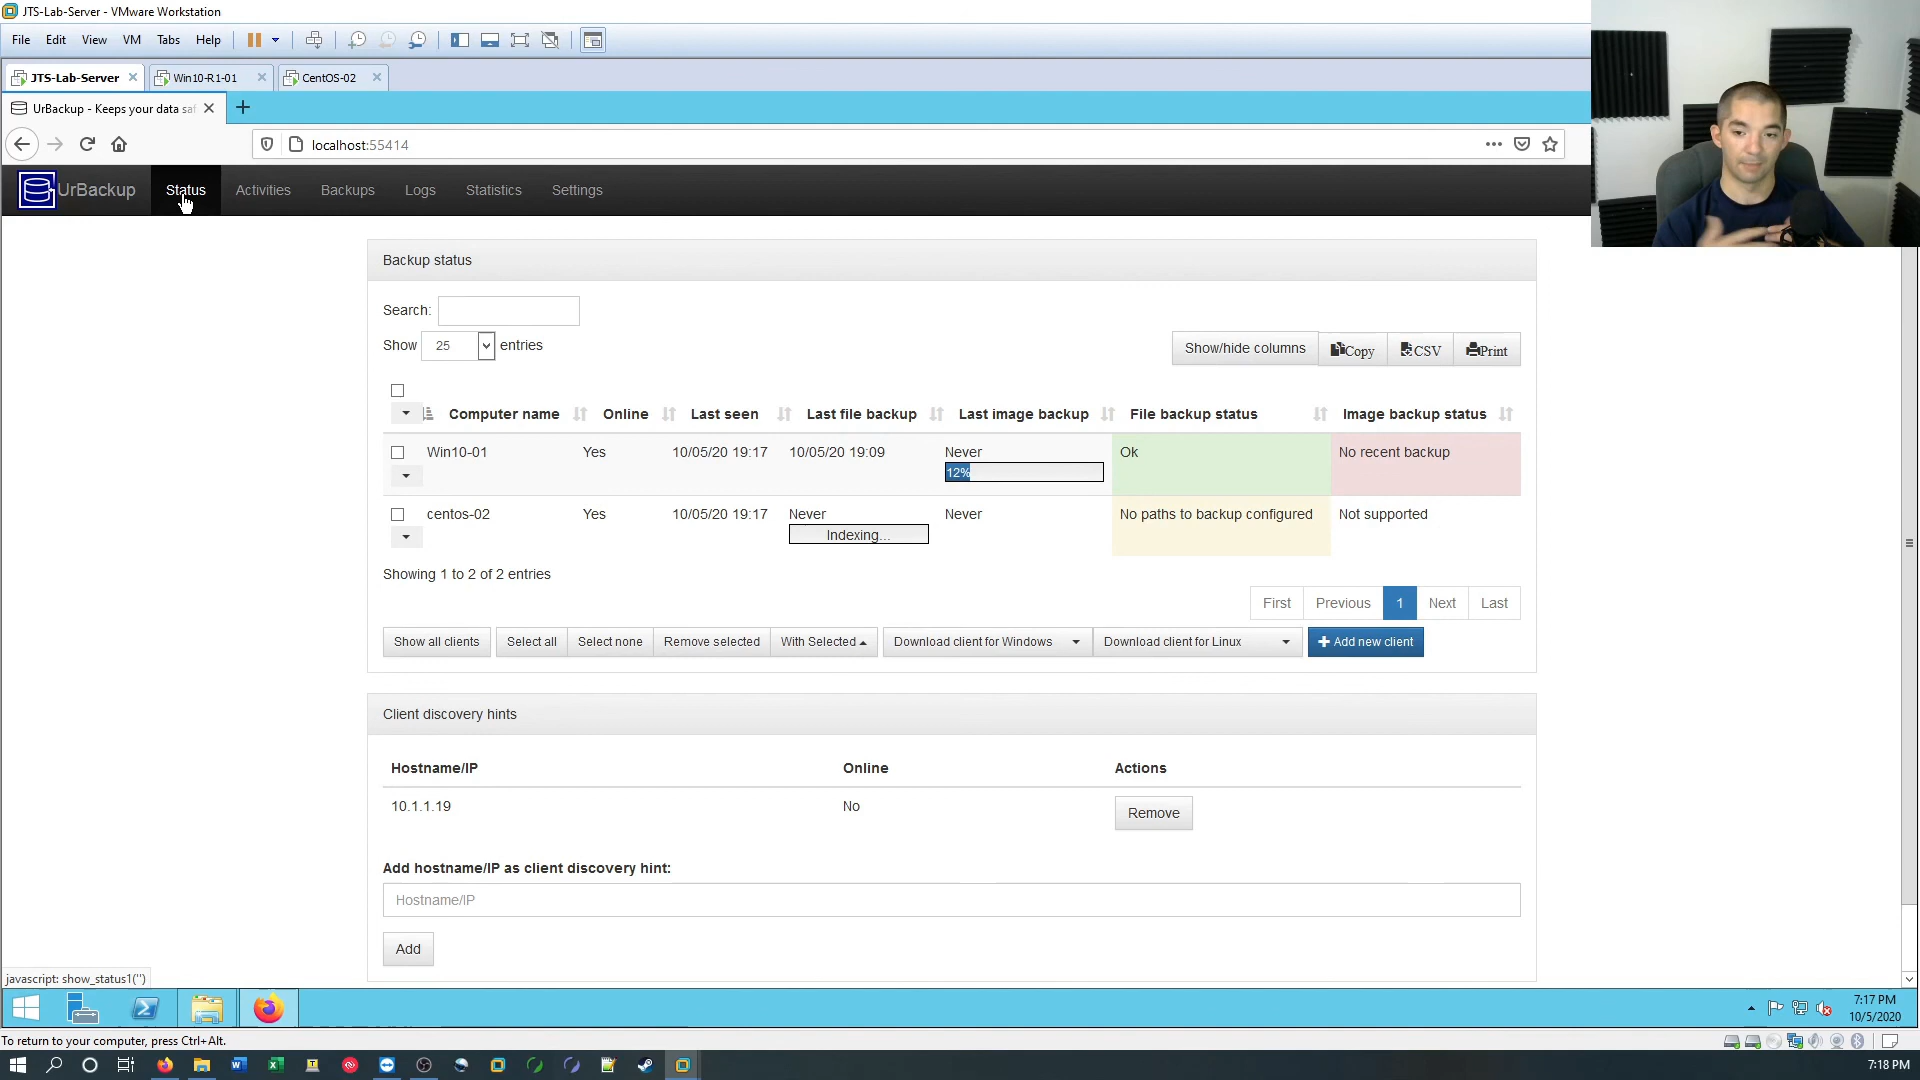 JTS-Lab-Server - VMware Workstation
File Edit View VM Tabs Help
JTS-Lab-Server Win10-R1-01 CentOS-02
UrBackup - Keeps your data saf
localhost:55414
UrBackup Status Activities Backups Logs Statistics Settings
Backup status
Search:
Show 25 entries
Show/hide columns Copy CSV Print
Computer name Online Last seen Last file backup Last image backup File backup status Image backup status
Win10-01 Yes 10/05/20 19:17 10/05/20 19:09 Never Ok No recent backup
12%
centos-02 Yes 10/05/20 19:17 Never Never No paths to backup configured Not supported
Indexing...
Showing 1 to 2 of 2 entries
First Previous 1 Next Last
Show all clients Select all Select none Remove selected With Selected Download client for Windows Download client for Linux Add new client
Client discovery hints
Hostname/IP Online Actions
10.1.1.19 No Remove
Add hostname/IP as client discovery hint:
Hostname/IP
Add
javascript: show_status1('')
7:17 PM
10/5/2020
To return to your computer, press Ctrl+Alt.
7:18 PM